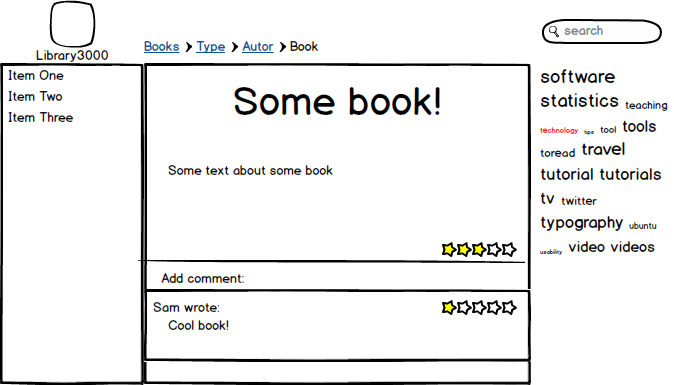 Library3000
Books > Type > Autor > Book
search
Item One
Item Two
Item Three
Some book!
Some text about some book
Add comment:
Sam wrote:
Cool book!
software
statistics teaching
technology tips tool tools
toread travel
tutorial tutorials
tv twitter
typography ubuntu
usability video videos